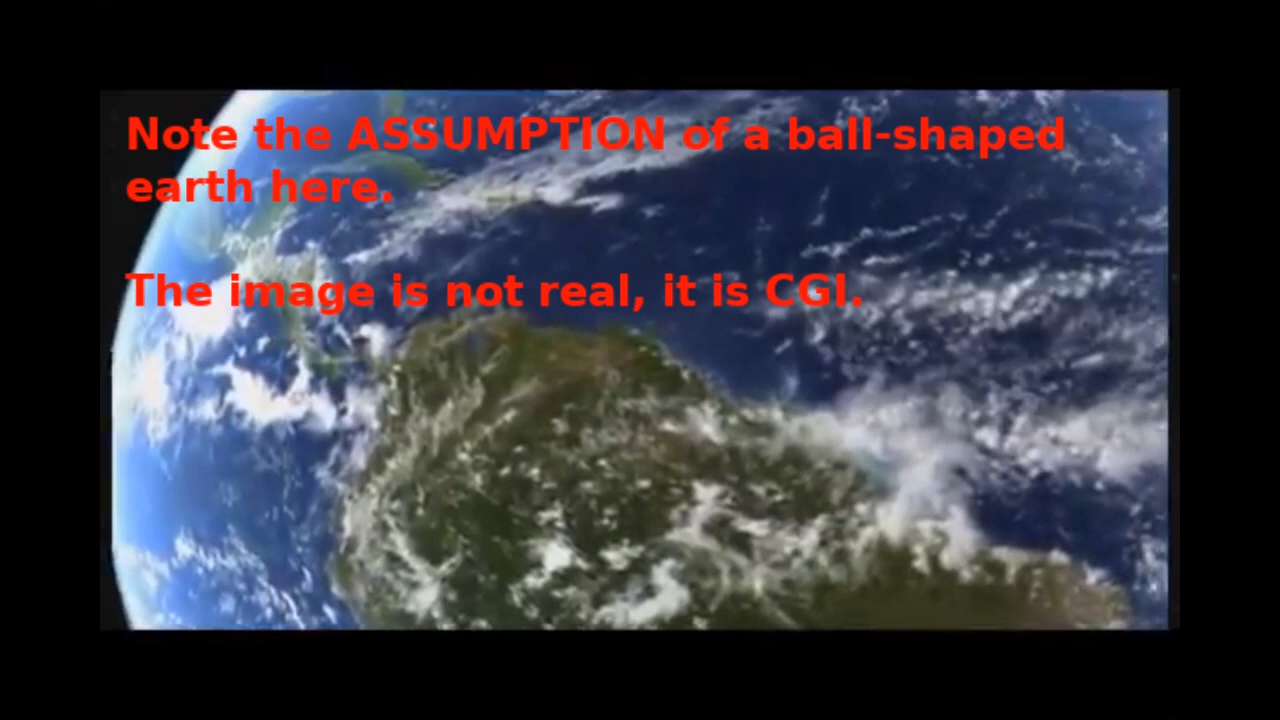 Note the ASSUMPTION of a ball-shaped
earth here.
The image is not real, it is CGI.